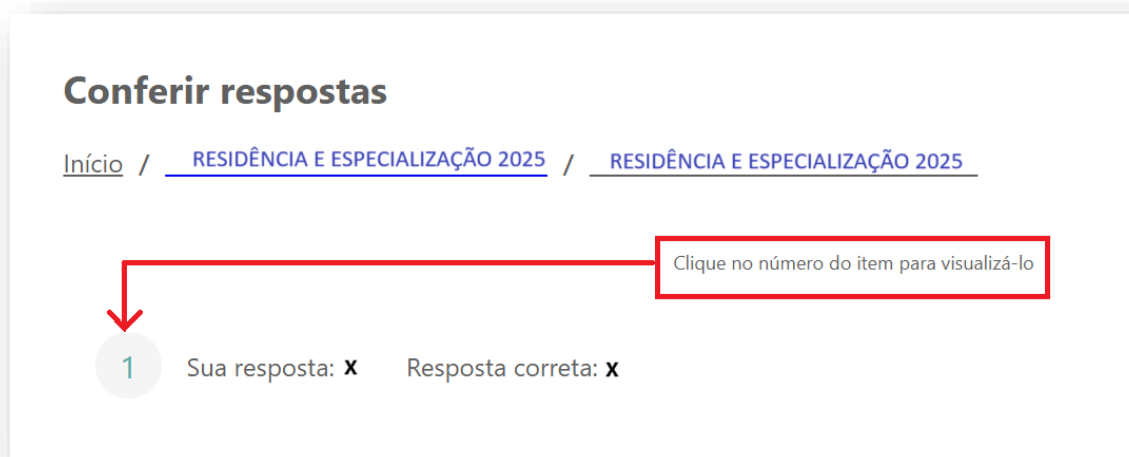 Conferir respostas
Início / RESIDÊNCIA E ESPECIALIZAÇÃO 2025 / RESIDÊNCIA E ESPECIALIZAÇÃO 2025
Clique no número do item para visualizá-lo
1 Sua resposta: x Resposta correta: x